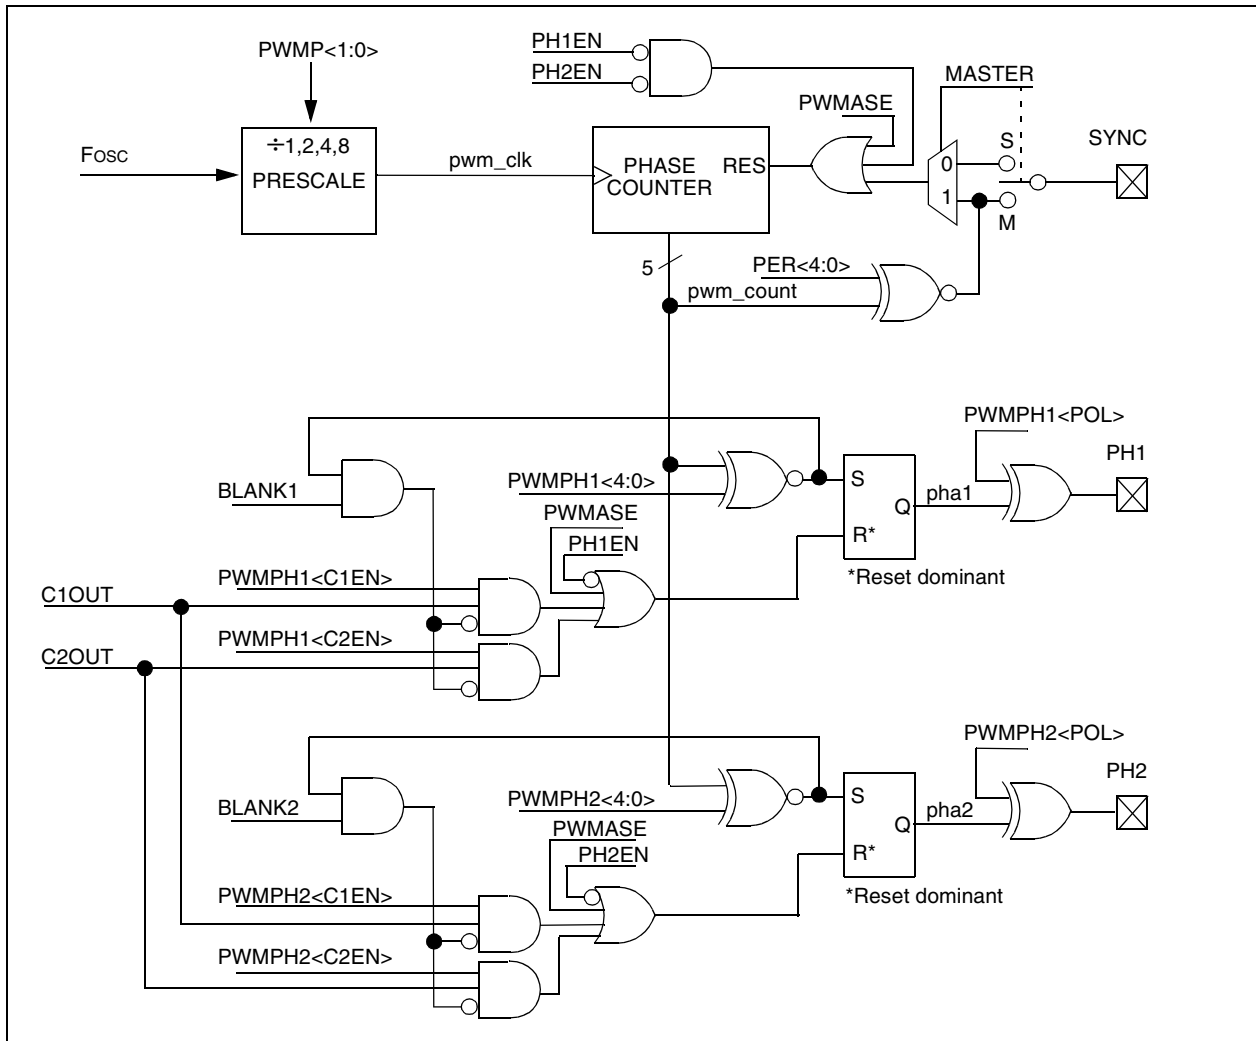 PWMP<1:0>
PH1EN
PH2EN
MASTER
PWMASE
SYNC
FOSC
÷1,2,4,8
PRESCALE
pwm_clk
PHASE
COUNTER
RES
0
1
S
M
5
PER<4:0>
pwm_count
PWMPH1<POL>
PH1
BLANK1
PWMPH1<4:0>
S
Q
R*
pha1
PWMASE
PH1EN
*Reset dominant
C1OUT
PWMPH1<C1EN>
C2OUT
PWMPH1<C2EN>
PWMPH2<POL>
PH2
BLANK2
PWMPH2<4:0>
S
Q
R*
pha2
PWMASE
PH2EN
*Reset dominant
PWMPH2<C1EN>
PWMPH2<C2EN>